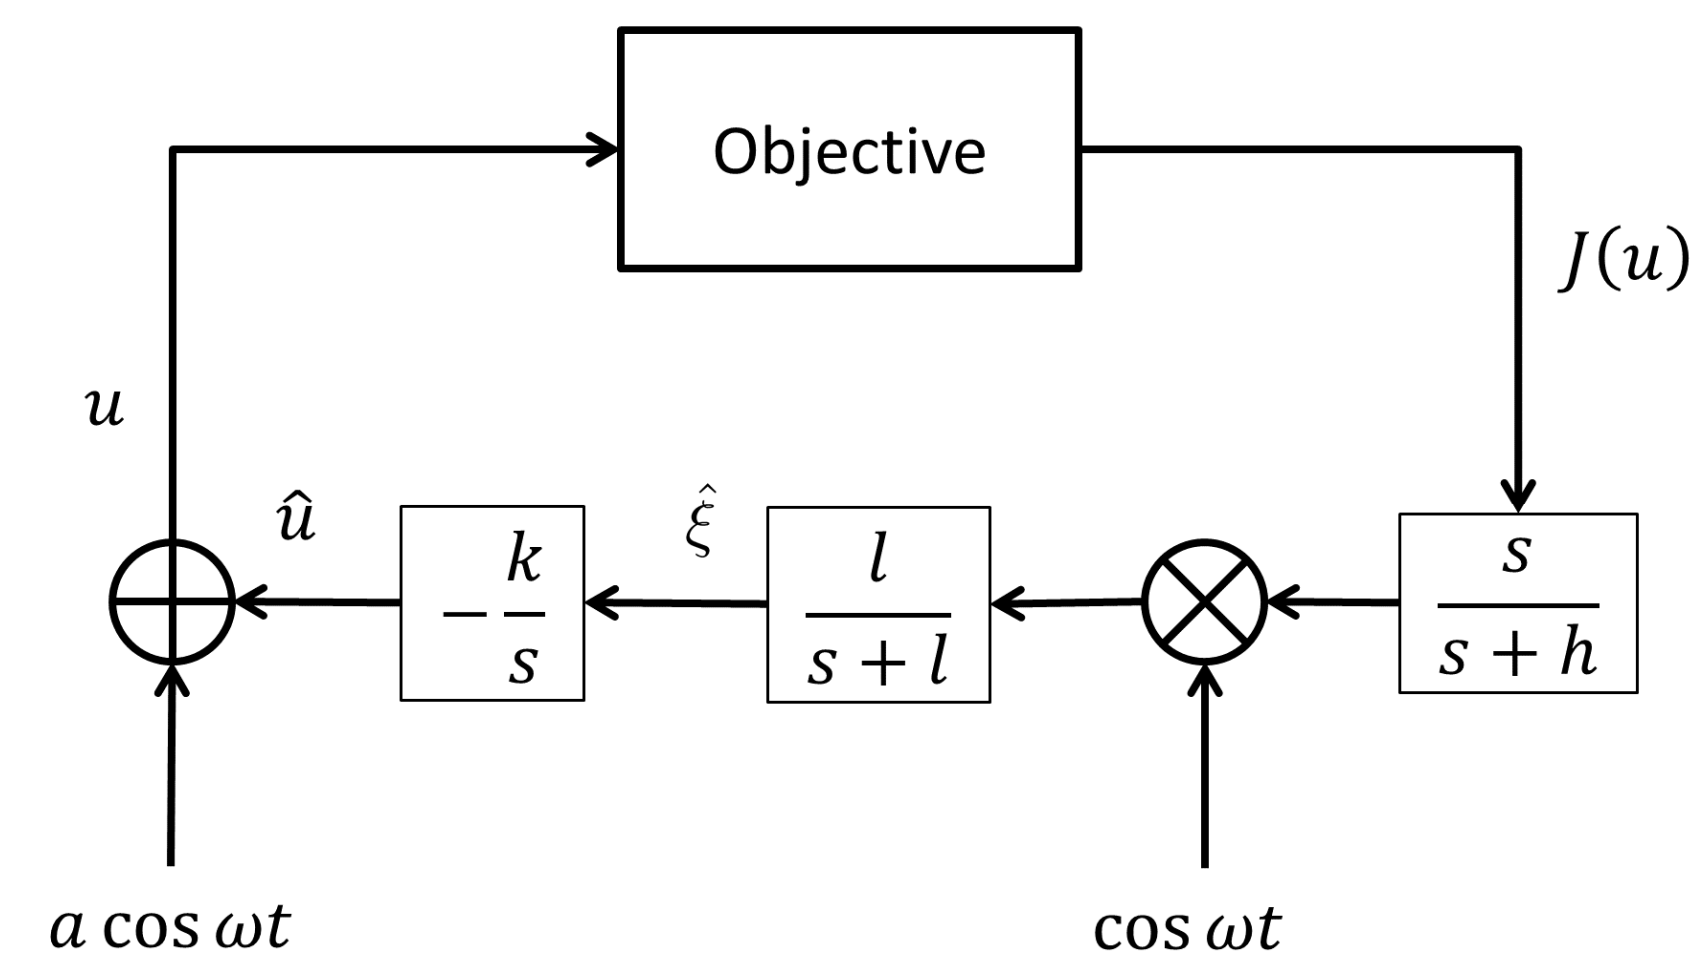 Objective
J(u)
u
û
− k/s
ξ̂
l/(s + l)
s/(s + h)
a cos ωt
cos ωt